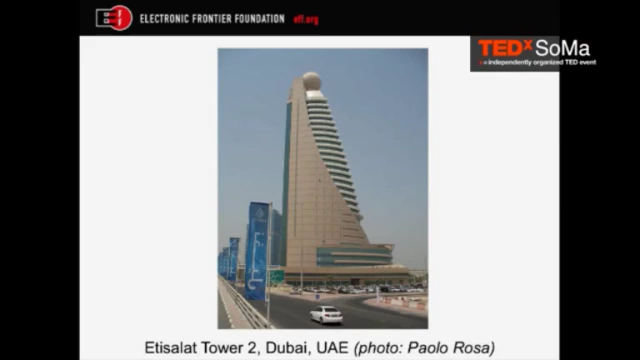 ELECTRONIC FRONTIER FOUNDATION eff.org
TEDxSoMa
x = independently organized TED event
Etisalat Tower 2, Dubai, UAE (photo: Paolo Rosa)